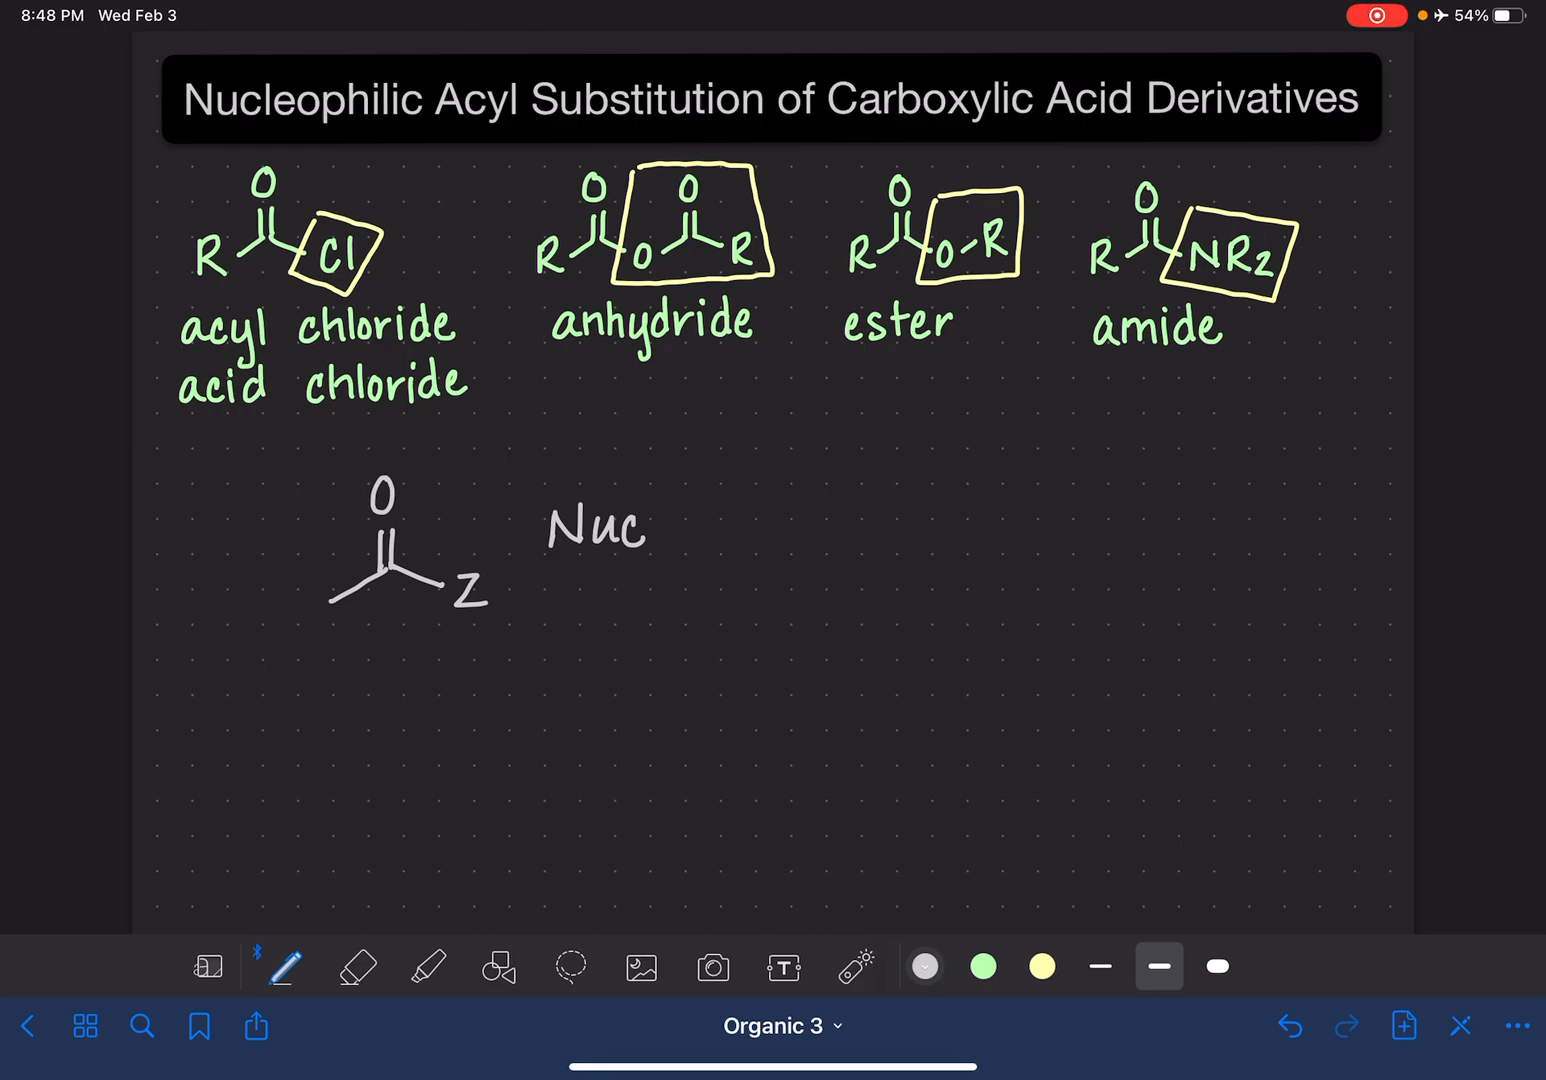 8:48 PM Wed Feb 3
54%
Nucleophilic Acyl Substitution of Carboxylic Acid Derivatives
O
R Cl
O O
R O R
O
R O-R
O
R NR2
acyl chloride
acid chloride
anhydride
ester
amide
O
Z
Nuc
T
Organic 3